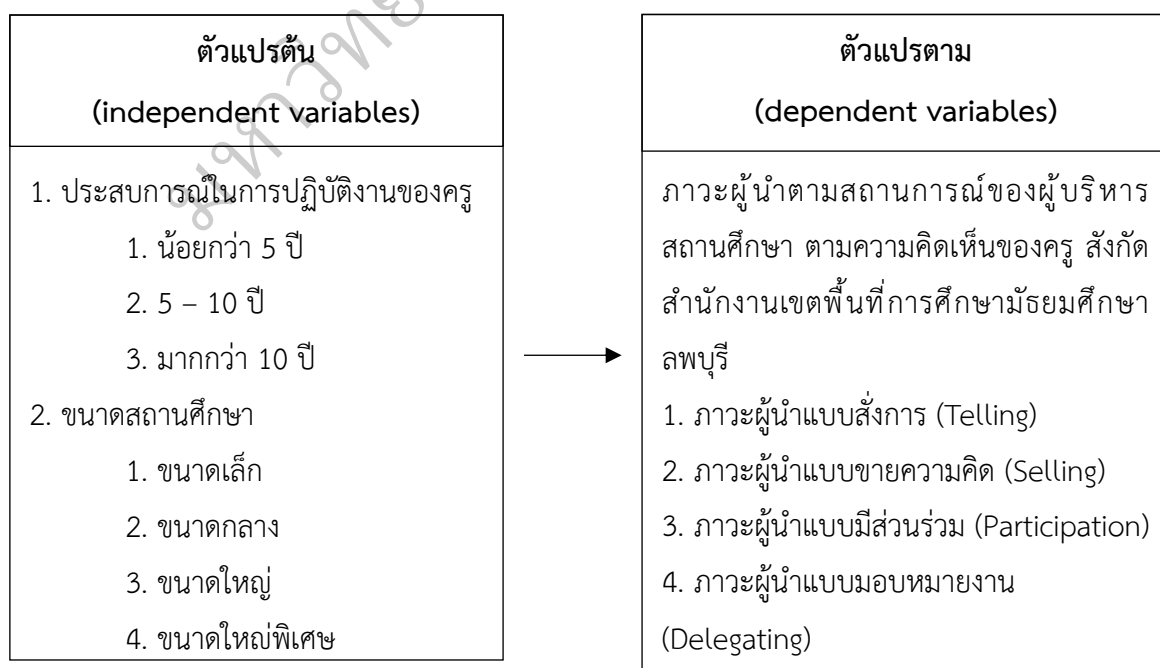 ตัวแปรต้น
(independent variables)
1. ประสบการณ์ในการปฏิบัติงานของครู
1. น้อยกว่า 5 ปี
2. 5 – 10 ปี
3. มากกว่า 10 ปี
2. ขนาดสถานศึกษา
1. ขนาดเล็ก
2. ขนาดกลาง
3. ขนาดใหญ่
4. ขนาดใหญ่พิเศษ
ตัวแปรตาม
(dependent variables)
ภาวะผู้นำตามสถานการณ์ของผู้บริหาร
สถานศึกษา ตามความคิดเห็นของครู สังกัด
สำนักงานเขตพื้นที่การศึกษามัธยมศึกษา
ลพบุรี
1. ภาวะผู้นำแบบสั่งการ (Telling)
2. ภาวะผู้นำแบบขายความคิด (Selling)
3. ภาวะผู้นำแบบมีส่วนร่วม (Participation)
4. ภาวะผู้นำแบบมอบหมายงาน
(Delegating)